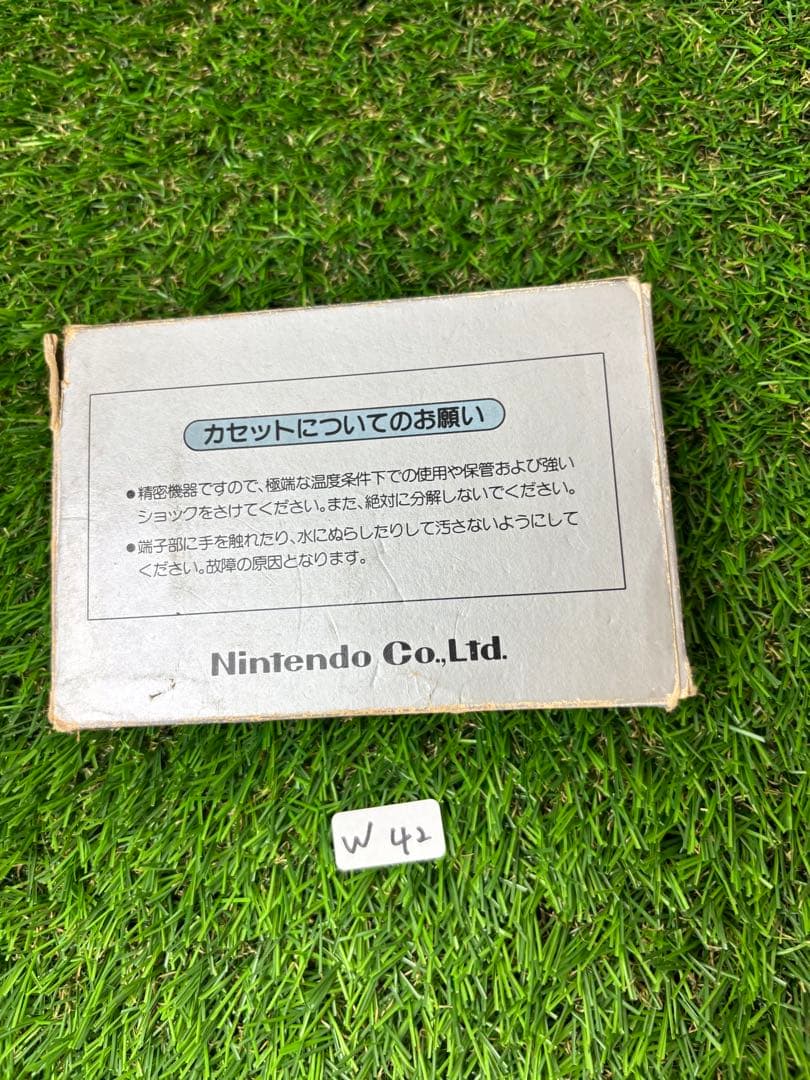 カセットについてのお願い
●精密機器ですので、極端な温度条件下での使用や保管および強い
ショックをさけてください。また、絶対に分解しないでください。
●端子部に手を触れたり、水にぬらしたりして汚さないようにして
ください。故障の原因となります。
Nintendo Co.,Ltd.
W 42